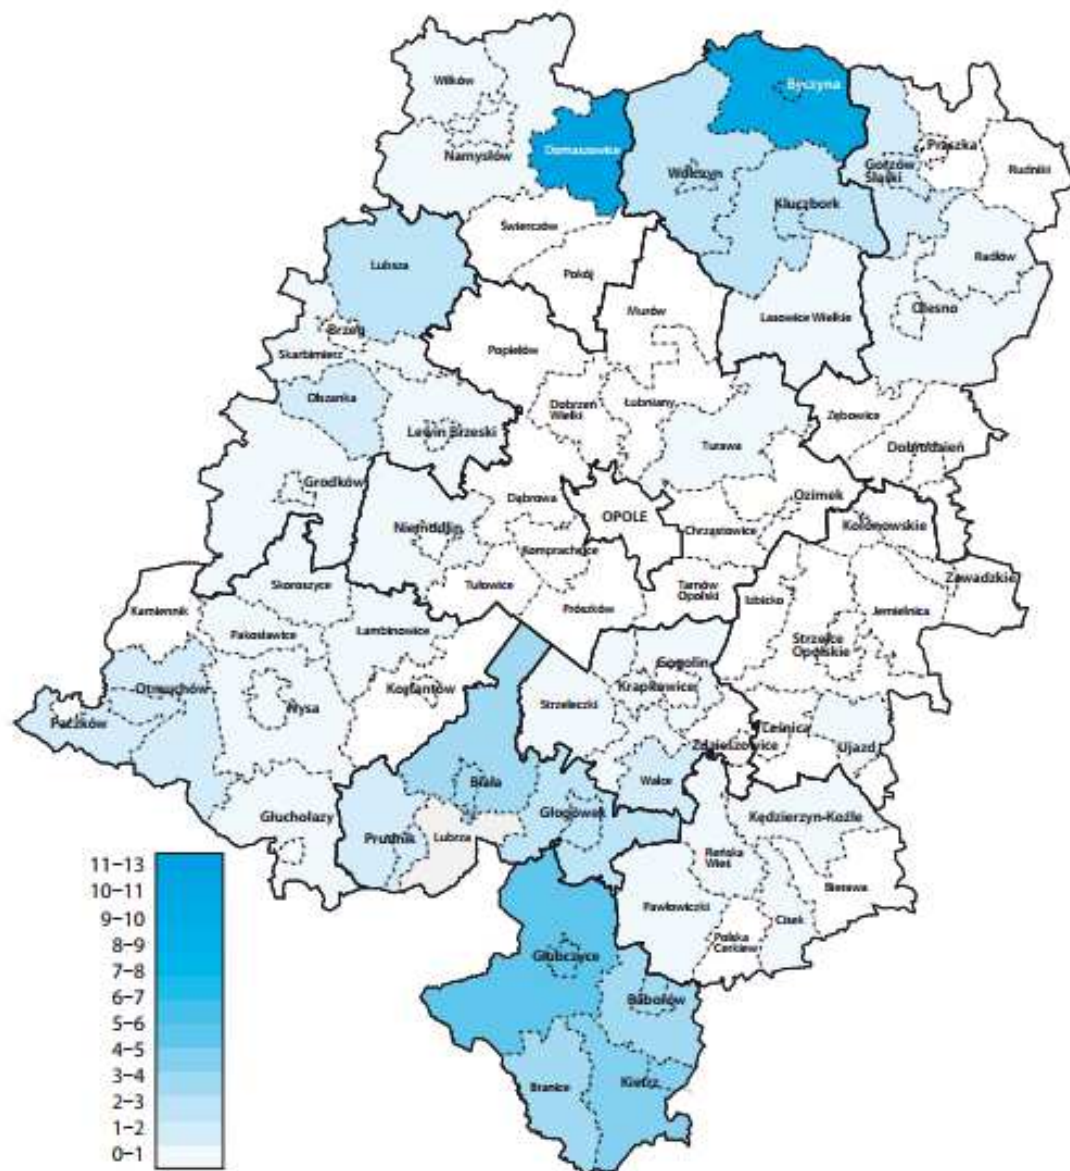 Wilków
Byczyna
Namysłów
Domaszowice
Wołczyn
Gorzów
Śląski
Praszka
Rudniki
Kluczbork
Świerczów
Radłów
Lubsza
Pokój
Olesno
Murów
Lasowice Wielkie
Brzeg
Skarbimierz
Popielów
Olszanka
Dobrzeń
Wielki
Łubniany
Zębowice
Lewin Brzeski
Turawa
Dobrodzień
Grodków
Dąbrowa
OPOLE
Ozimek
Niemodlin
Chrząstowice
Kolonowskie
Komprachcice
Skoroszyce
Tułowice
Tarnów
Opolski
Zawadzkie
Kamiennik
Prószków
Izbicko
Jemielnica
Pakosławice
Łambinowice
Strzelce
Opolskie
Otmuchów
Korfantów
Gogolin
Krapkowice
Paczków
Nysa
Strzeleczki
Leśnica
Zdzieszowice
Ujazd
Biała
Walce
Głuchołazy
Głogówek
Kędzierzyn-Koźle
Prudnik
Lubrza
Reńska
Wieś
Bierawa
Pawłowiczki
Cisek
Polska
Cerkiew
Głubczyce
Baborów
Branice
Kietrz
11–13
10–11
9–10
8–9
7–8
6–7
5–6
4–5
3–4
2–3
1–2
0–1